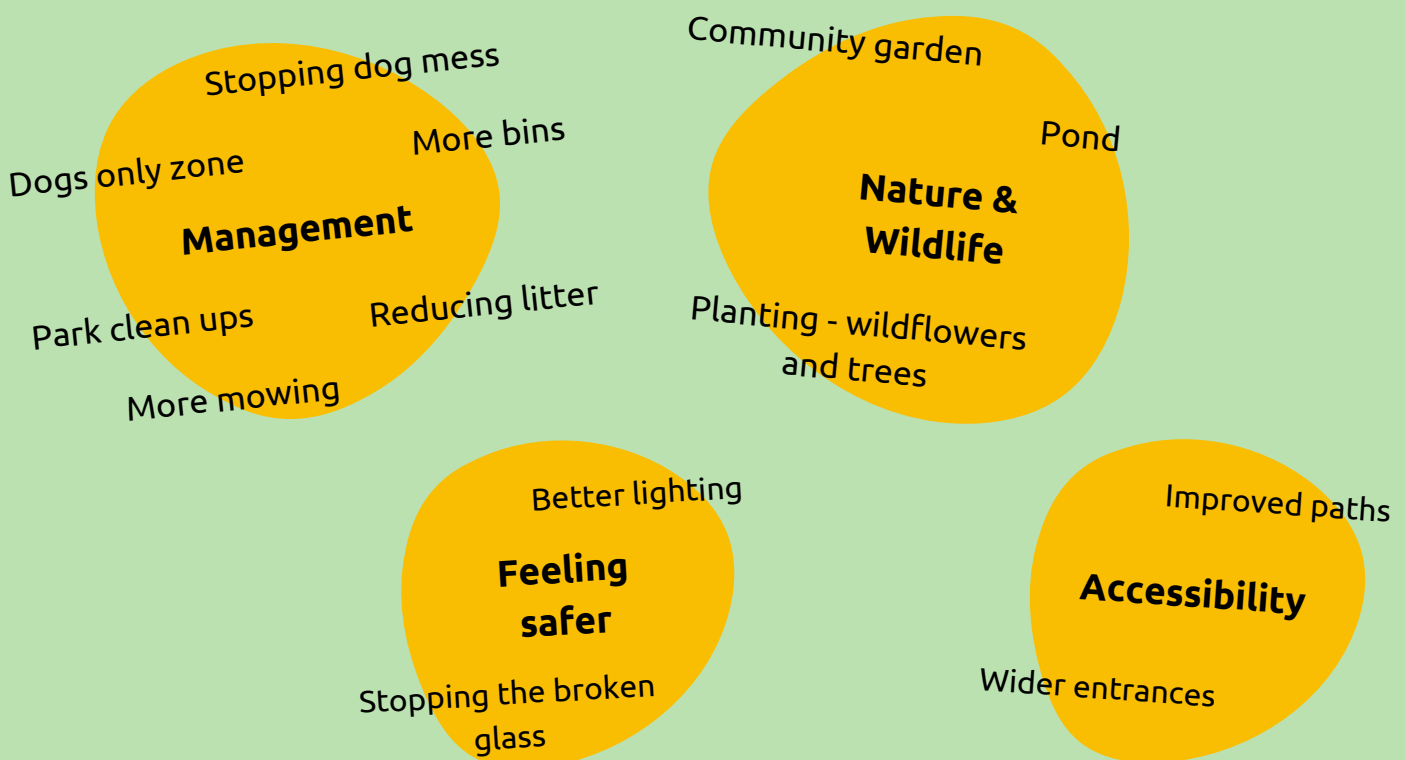 Stopping dog mess
More bins
Dogs only zone
Management
Reducing litter
Park clean ups
More mowing
Community garden
Pond
Nature &
Wildlife
Planting - wildflowers
and trees
Better lighting
Feeling
safer
Stopping the broken
glass
Improved paths
Accessibility
Wider entrances